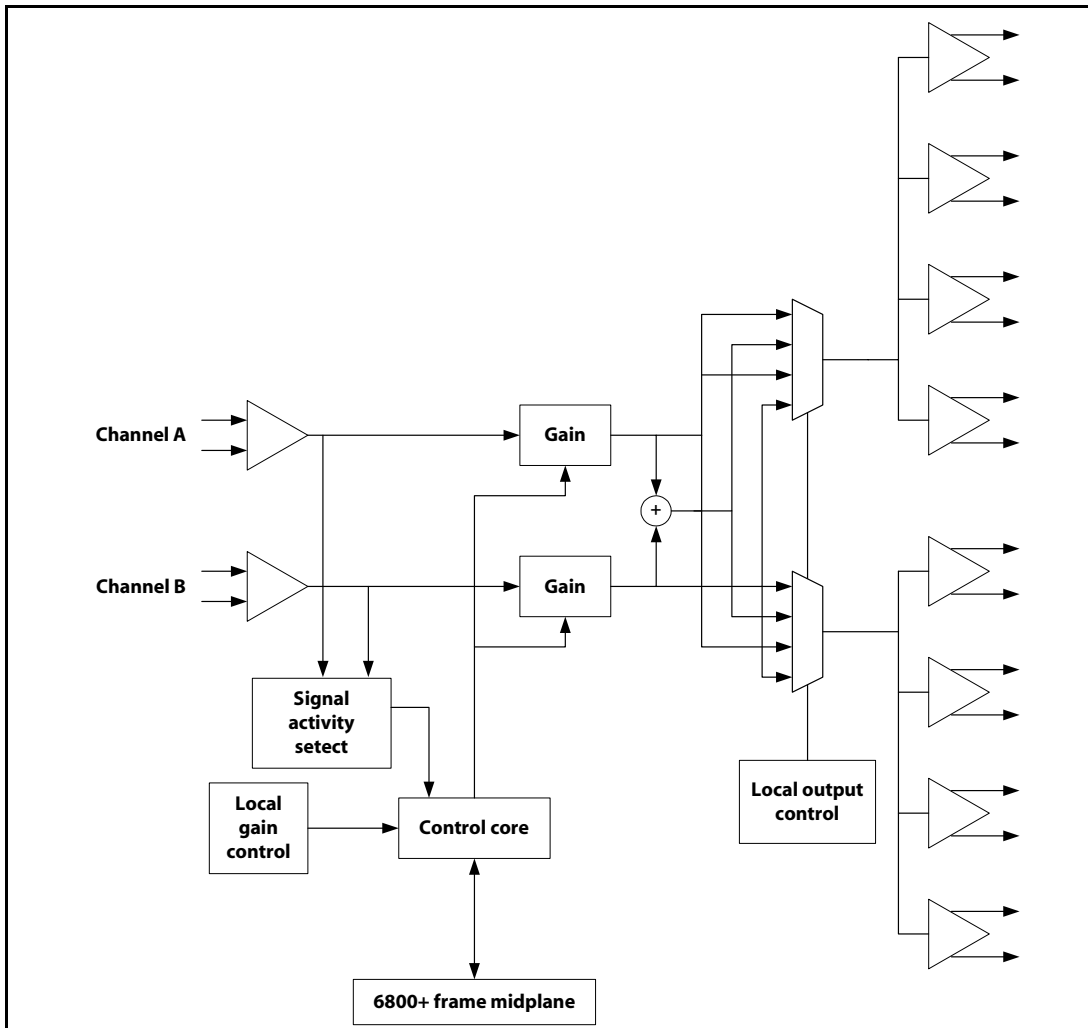 Channel A
Gain
+
Channel B
Gain
Signal
activity
setect
Local
gain
control
Control core
Local output
control
6800+ frame midplane